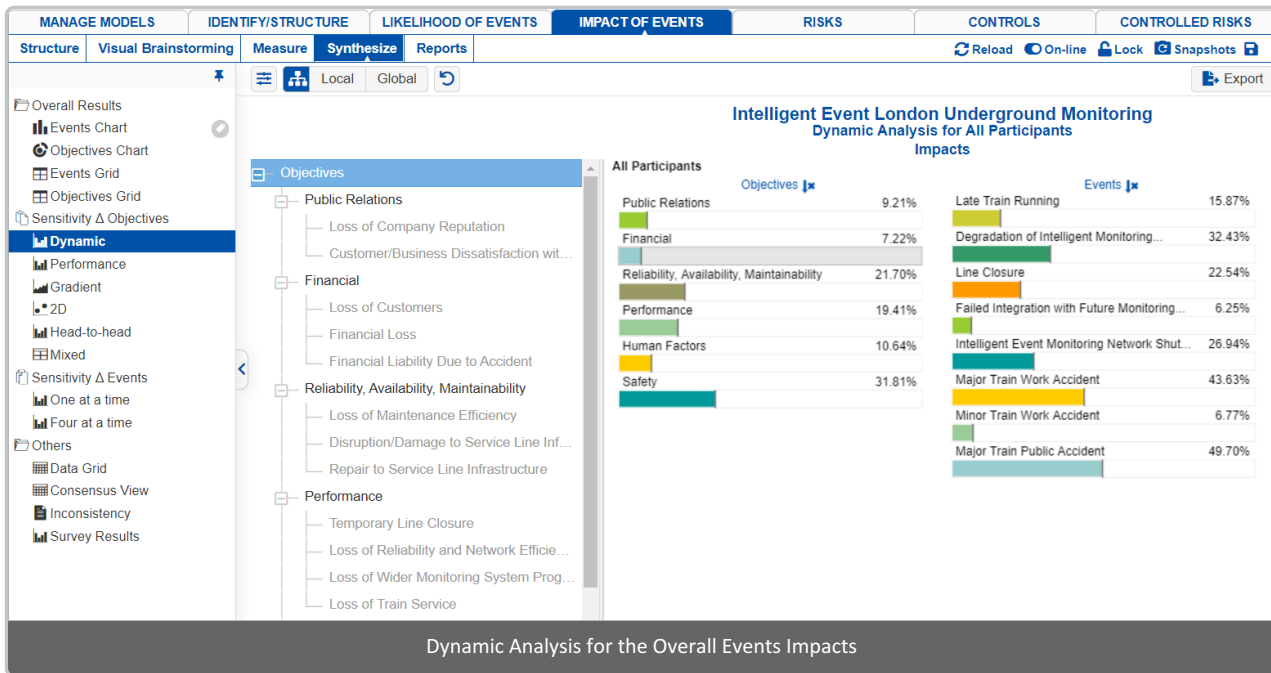 MANAGE MODELS IDENTIFY/STRUCTURE LIKELIHOOD OF EVENTS IMPACT OF EVENTS RISKS CONTROLS CONTROLLED RISKS
Structure Visual Brainstorming Measure Synthesize Reports Reload On-line Lock Snapshots
Local Global Export
Overall Results
Events Chart
Objectives Chart
Events Grid
Objectives Grid
Sensitivity Δ Objectives
Dynamic
Performance
Gradient
2D
Head-to-head
Mixed
Sensitivity Δ Events
One at a time
Four at a time
Others
Data Grid
Consensus View
Inconsistency
Survey Results
Objectives
Public Relations
Loss of Company Reputation
Customer/Business Dissatisfaction wit...
Financial
Loss of Customers
Financial Loss
Financial Liability Due to Accident
Reliability, Availability, Maintainability
Loss of Maintenance Efficiency
Disruption/Damage to Service Line Inf...
Repair to Service Line Infrastructure
Performance
Temporary Line Closure
Loss of Reliability and Network Efficie...
Loss of Wider Monitoring System Prog...
Loss of Train Service
Intelligent Event London Underground Monitoring
Dynamic Analysis for All Participants
Impacts
All Participants
Objectives
Public Relations 9.21%
Financial 7.22%
Reliability, Availability, Maintainability 21.70%
Performance 19.41%
Human Factors 10.64%
Safety 31.81%
Events
Late Train Running 15.87%
Degradation of Intelligent Monitoring... 32.43%
Line Closure 22.54%
Failed Integration with Future Monitoring... 6.25%
Intelligent Event Monitoring Network Shut... 26.94%
Major Train Work Accident 43.63%
Minor Train Work Accident 6.77%
Major Train Public Accident 49.70%
Dynamic Analysis for the Overall Events Impacts